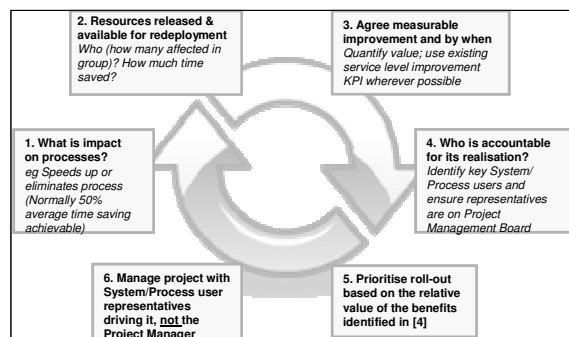 1. What is impact
on processes?
eg Speeds up or
eliminates process
(Normally 50%
average time saving
achievable)
2. Resources released &
available for redeployment
Who (how many affected in
group)? How much time
saved?
3. Agree measurable
improvement and by when
Quantify value; use existing
service level improvement
KPI wherever possible
4. Who is accountable
for its realisation?
Identify key System/
Process users and
ensure representatives
are on Project
Management Board
5. Prioritise roll-out
based on the relative
value of the benefits
identified in [4]
6. Manage project with
System/Process user
representatives
driving it, not the
Project Manager